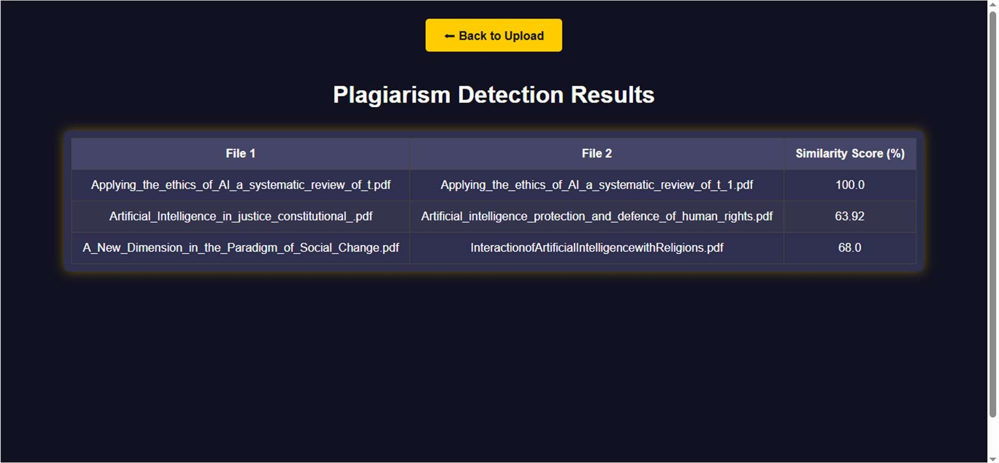 ← Back to Upload
Plagiarism Detection Results
File 1 File 2 Similarity Score (%)
Applying_the_ethics_of_AI_a_systematic_review_of_t.pdf Applying_the_ethics_of_AI_a_systematic_review_of_t_1.pdf 100.0
Artificial_Intelligence_in_justice_constitutional_.pdf Artificial_intelligence_protection_and_defence_of_human_rights.pdf 63.92
A_New_Dimension_in_the_Paradigm_of_Social_Change.pdf InteractionofArtificialIntelligencewithReligions.pdf 68.0